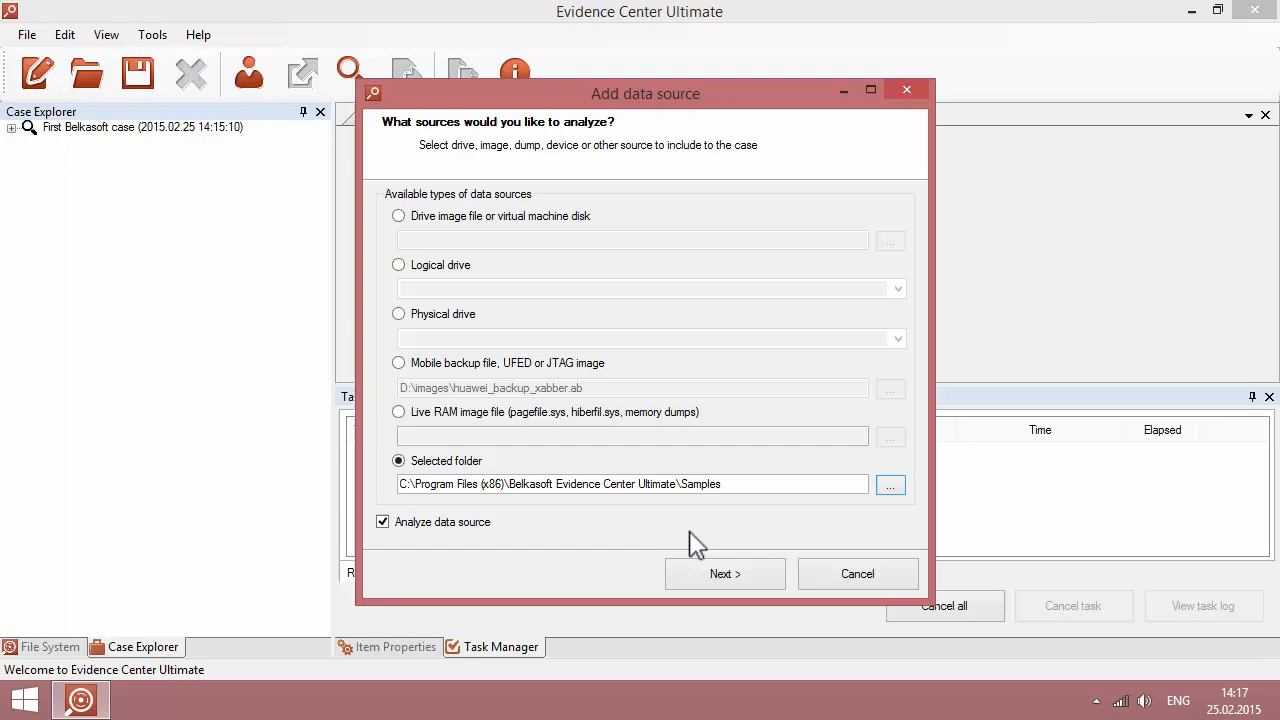 Evidence Center Ultimate
File Edit View Tools Help
Add data source
Case Explorer
First Belkasoft case (2015.02.25 14:15:10)
What sources would you like to analyze?
Select drive, image, dump, device or other source to include to the case
Available types of data sources
Drive image file or virtual machine disk
...
Logical drive
Physical drive
Mobile backup file, UFED or JTAG image
D:\images\huawei_backup_xabber.ab
...
Live RAM image file (pagefile.sys, hiberfil.sys, memory dumps)
...
Selected folder
C:\Program Files (x86)\Belkasoft Evidence Center Ultimate\Samples
...
Analyze data source
Next >
Cancel
Time Elapsed
Cancel all
Cancel task
View task log
File System
Case Explorer
Item Properties
Task Manager
Welcome to Evidence Center Ultimate
ENG
14:17
25.02.2015